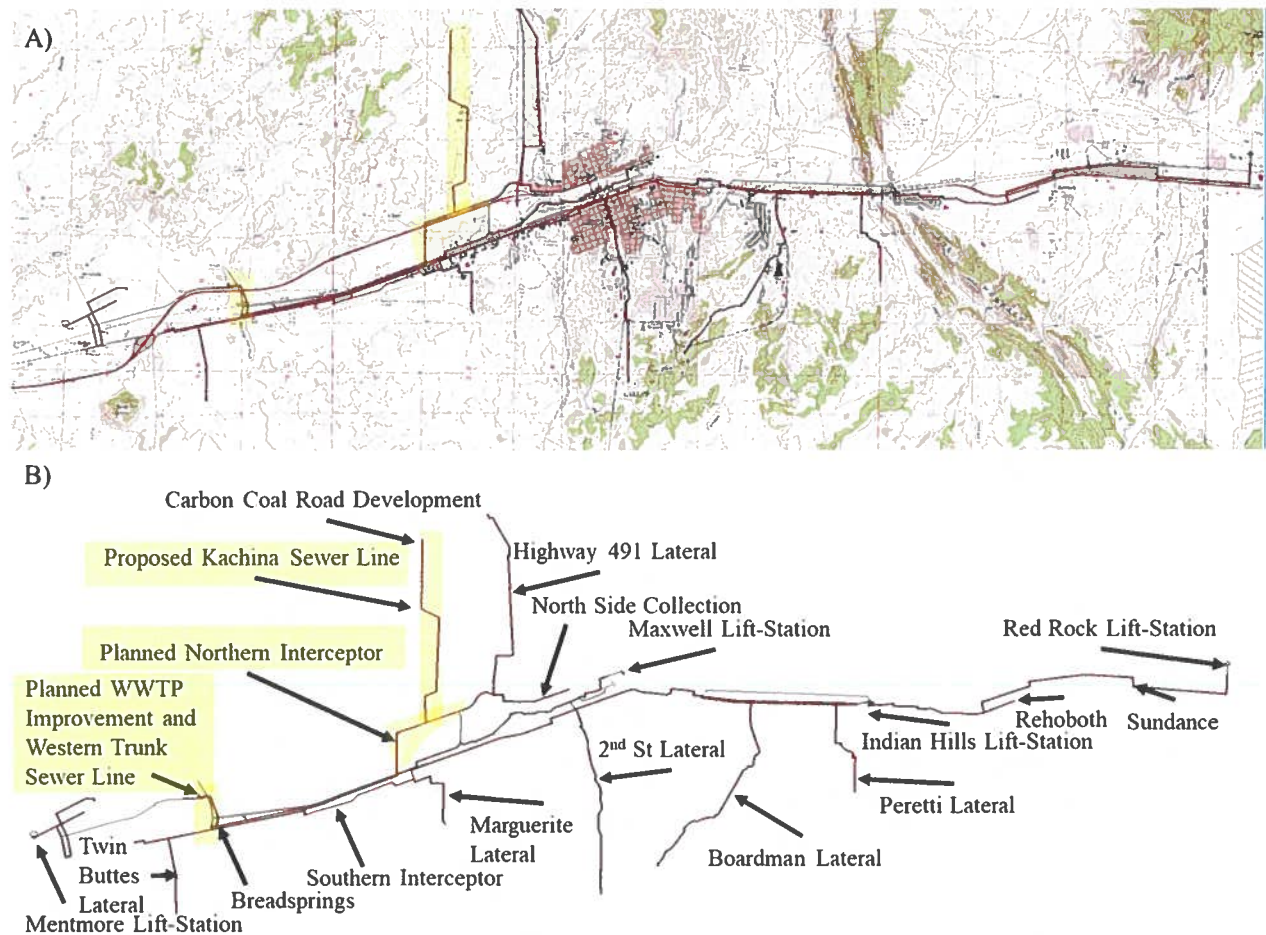 A)
B)
Carbon Coal Road Development
Proposed Kachina Sewer Line
Highway 491 Lateral
North Side Collection
Maxwell Lift-Station
Red Rock Lift-Station
Planned Northern Interceptor
Planned WWTP
Improvement and
Western Trunk
Sewer Line
2nd St Lateral
Indian Hills Lift-Station
Rehoboth
Sundance
Peretti Lateral
Marguerite
Lateral
Boardman Lateral
Twin
Buttes
Lateral
Southern Interceptor
Breadsprings
Mentmore Lift-Station